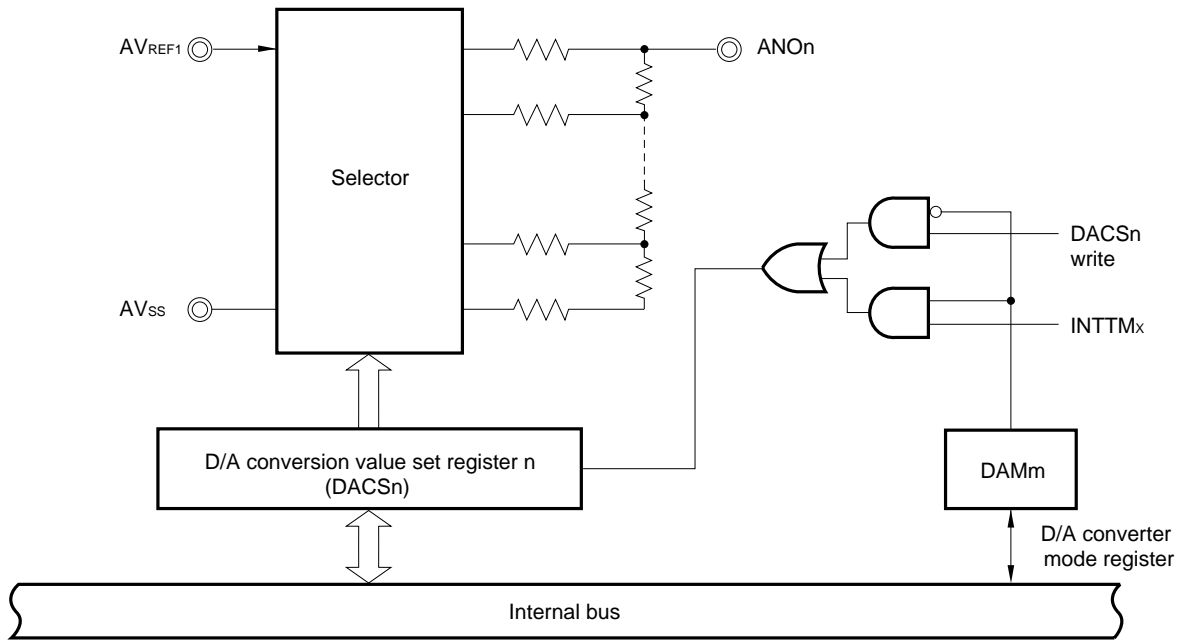 AVREF1
ANOn
Selector
DACSn
write
AVSS
INTTMx
D/A conversion value set register n
(DACSn)
DAMm
D/A converter
mode register
Internal bus